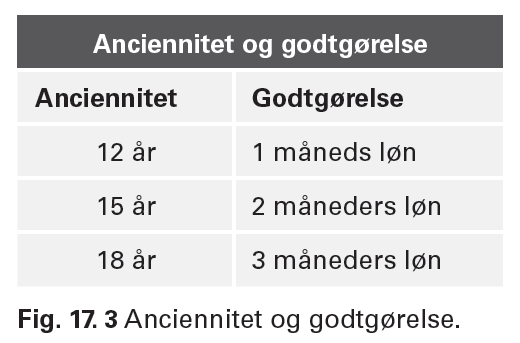 Anciennitet og godtgørelse
Anciennitet Godtgørelse
12 år 1 måneds løn
15 år 2 måneders løn
18 år 3 måneders løn
Fig. 17. 3 Anciennitet og godtgørelse.